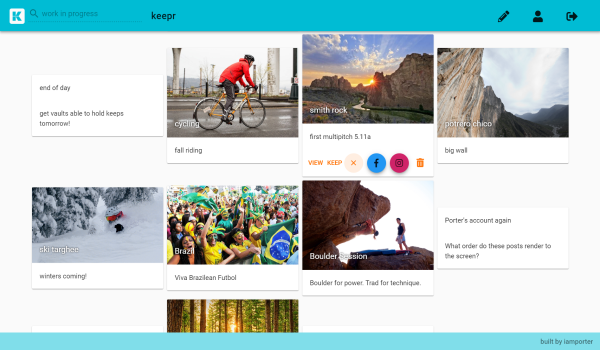 K
work in progress
keepr
end of day
get vaults able to hold keeps
tomorrow!
cycling
fall riding
smith rock
first multipitch 5.11a
VIEW KEEP
potrero chico
big wall
ski targhee
winters coming!
Brazil
Viva Brazilean Futbol
Boulder session
Boulder for power. Trad for technique.
Porter's account again
What order do these posts render to
the screen?
built by iamporter